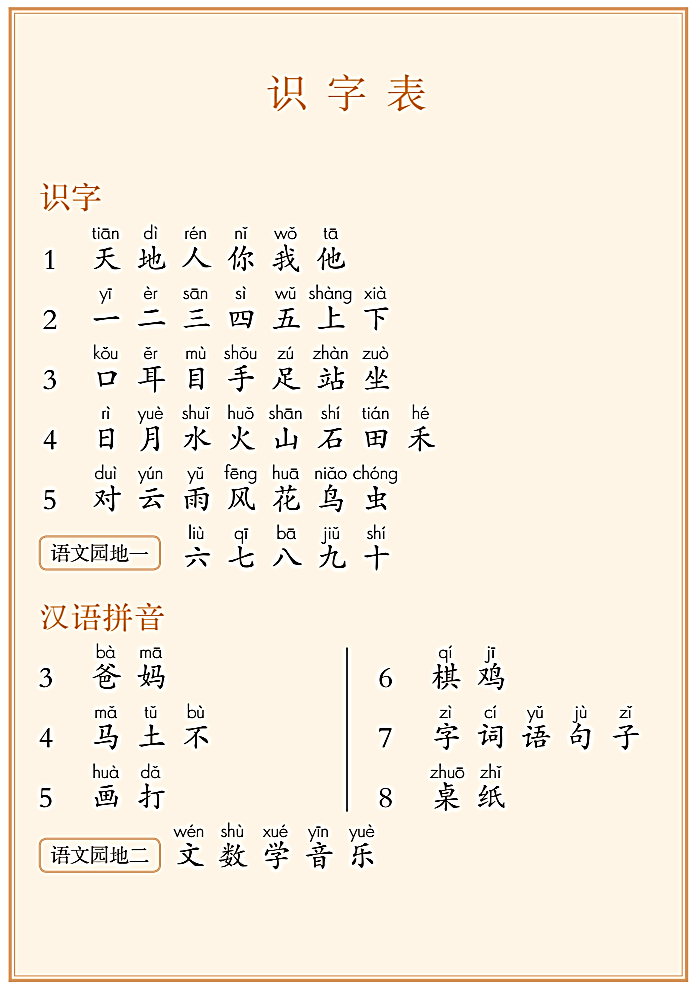 识字表
识字
tiān dì rén nǐ wǒ tā
1 天 地 人 你 我 他
yī èr sān sì wǔ shàng xià
2 一 二 三 四 五 上 下
kǒu ěr mù shǒu zú zhàn zuò
3 口 耳 目 手 足 站 坐
rì yuè shuǐ huǒ shān shí tián hé
4 日 月 水 火 山 石 田 禾
duì yún yǔ fēng huā niǎo chóng
5 对 云 雨 风 花 鸟 虫
liù qī bā jiǔ shí
语文园地一 六 七 八 九 十
汉语拼音
bà mā
3 爸 妈
mǎ tǔ bù
4 马 土 不
huà dǎ
5 画 打
qí jī
6 棋 鸡
zì cí yǔ jù zǐ
7 字 词 语 句 子
zhuō zhǐ
8 桌 纸
wén shù xué yīn yuè
语文园地二 文 数 学 音 乐